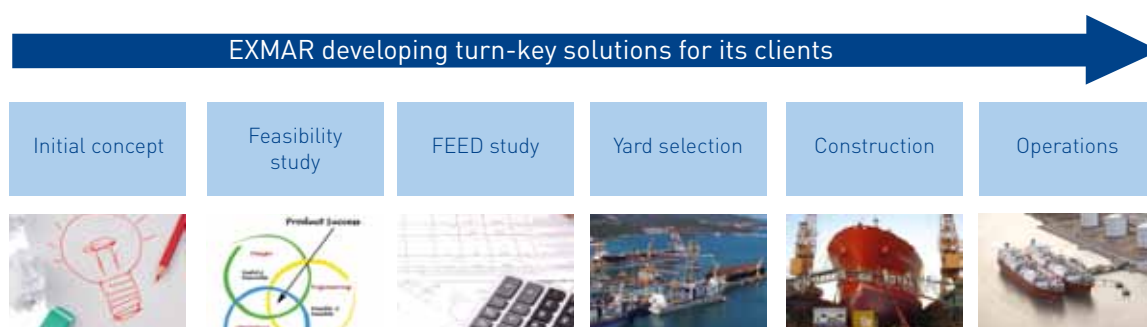 EXMAR developing turn-key solutions for its clients
Initial concept
Feasibility
study
FEED study
Yard selection
Construction
Operations
Product Success
Engineering